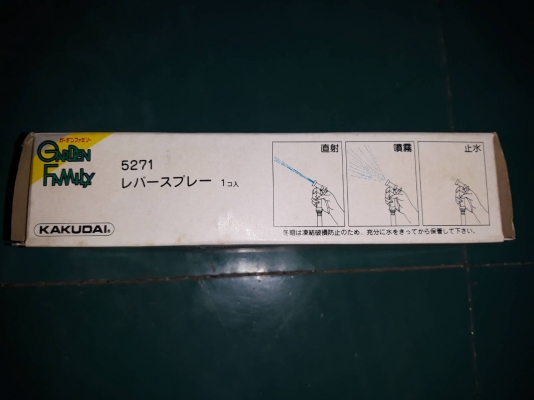 ガーデンファミリー
GARDEN
FAMILY
KAKUDAI®
5271
レバースプレー 1コ入
直射
噴霧
止水
冬期は凍結破損防止のため、充分に水をきってから保管して下さい。